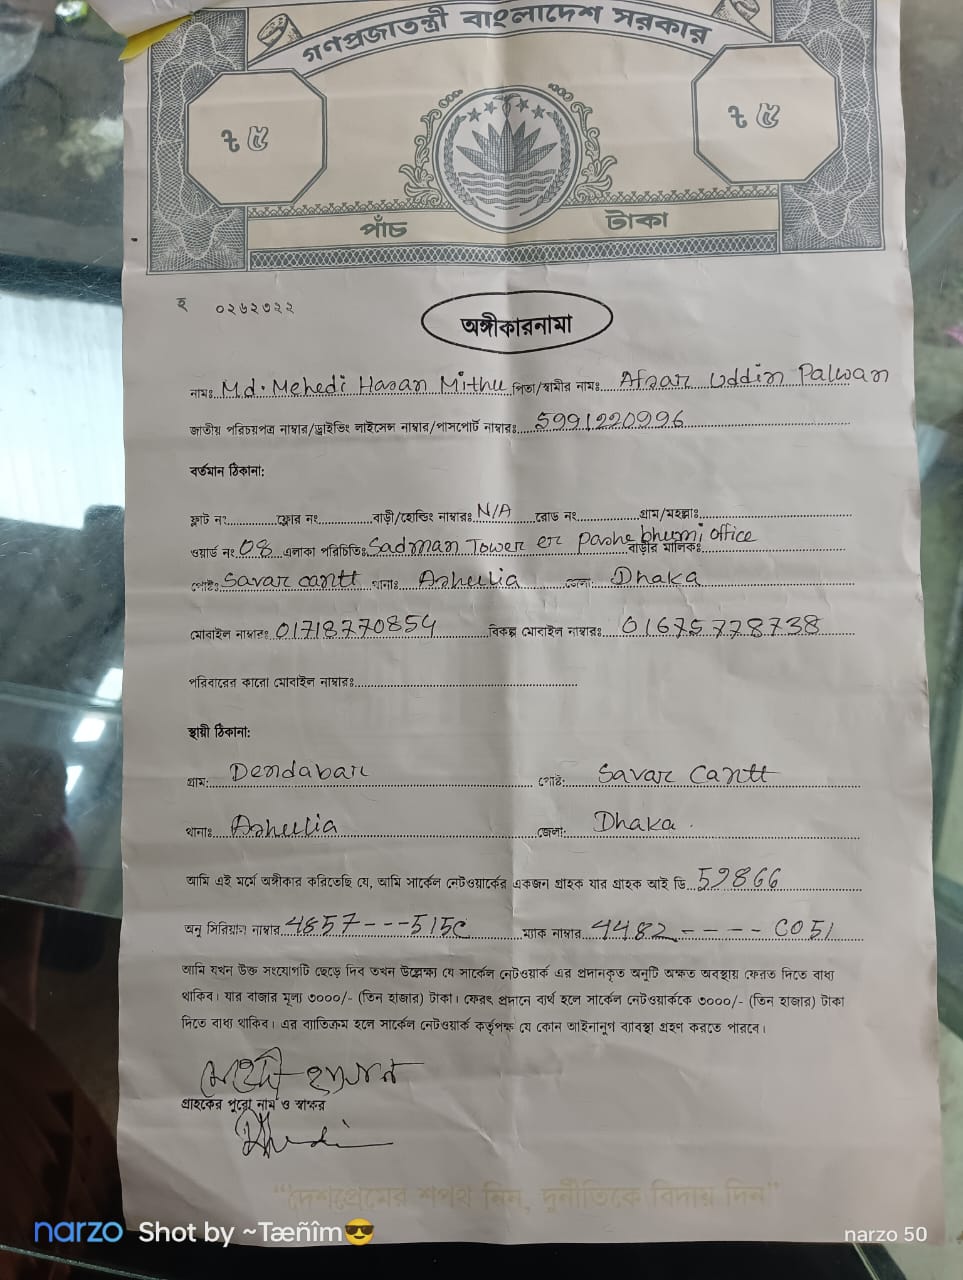 গণপ্রজাতন্ত্রী বাংলাদেশ সরকার
৳ ৫ ৳ ৫
পাঁচ টাকা
হ ০২৬২৩২২
অঙ্গীকারনামা
নামঃ Md. Mehedi Hasan Mithu পিতা/স্বামীর নামঃ Afsar Uddin Palwan
জাতীয় পরিচয়পত্র নাম্বার/ড্রাইভিং লাইসেন্স নাম্বার/পাসপোর্ট নাম্বারঃ 5991220996
বর্তমান ঠিকানা:
ফ্লাট নং ফ্লোর নং বাড়ী/হোল্ডিং নাম্বারঃ N/A রোড নং গ্রাম/মহল্লাঃ
ওয়ার্ড নং 08 এলাকা পরিচিতিঃ Sadman Tower er pashe bhumi office বাড়ীর মালিকঃ
পোষ্টঃ Savar cantt থানাঃ Ashulia জেলা: Dhaka
মোবাইল নাম্বারঃ 01718770854 বিকল্প মোবাইল নাম্বারঃ 01675778738
পরিবারের কারো মোবাইল নাম্বারঃ
স্থায়ী ঠিকানা:
গ্রাম: Dendabar পোষ্ট: Savar Cantt
থানাঃ Ashulia জেলা: Dhaka.
আমি এই মর্মে অঙ্গীকার করিতেছি যে, আমি সার্কেল নেটওয়ার্কের একজন গ্রাহক যার গ্রাহক আই ডি 59866
অনু সিরিয়াল নাম্বার 4857---515C ম্যাক নাম্বার 4482---- C051
আমি যখন উক্ত সংযোগটি ছেড়ে দিব তখন উল্লেক্ষ্য যে সার্কেল নেটওয়ার্ক এর প্রদানকৃত অনুটি অক্ষত অবস্থায় ফেরত দিতে বাধ্য
থাকিব। যার বাজার মূল্য ৩০০০/- (তিন হাজার) টাকা। ফেরৎ প্রদানে ব্যর্থ হলে সার্কেল নেটওয়ার্ককে ৩০০০/- (তিন হাজার) টাকা
দিতে বাধ্য থাকিব। এর ব্যতিক্রম হলে সার্কেল নেটওয়ার্ক কর্তৃপক্ষ যে কোন আইনানুগ ব্যবস্থা গ্রহণ করতে পারবে।
মেহেদী হাসান
গ্রাহকের পুরো নাম ও স্বাক্ষর
"দেশপ্রেমের শপথ নিন, দুর্নীতিকে বিদায় দিন"
narzo Shot by ~Tæñîm😎 narzo 50